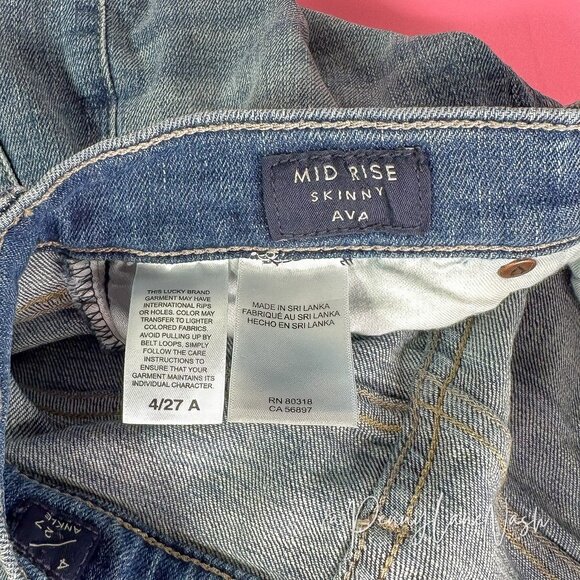 MID RISE
SKINNY
AVA
THIS LUCKY BRAND
GARMENT MAY HAVE
INTERNATIONAL RIPS
OR HOLES. COLOR MAY
TRANSFER TO LIGHTER
COLORED FABRICS.
AVOID PULLING UP BY
BELT LOOPS, SIMPLY
FOLLOW THE CARE
INSTRUCTIONS TO
ENSURE THAT YOUR
GARMENT MAINTAINS ITS
INDIVIDUAL CHARACTER.
4/27 A
MADE IN SRI LANKA
FABRIQUÉ AU SRI LANKA
HECHO EN SRI LANKA
RN 80318
CA 56897
4
27
ANKLE